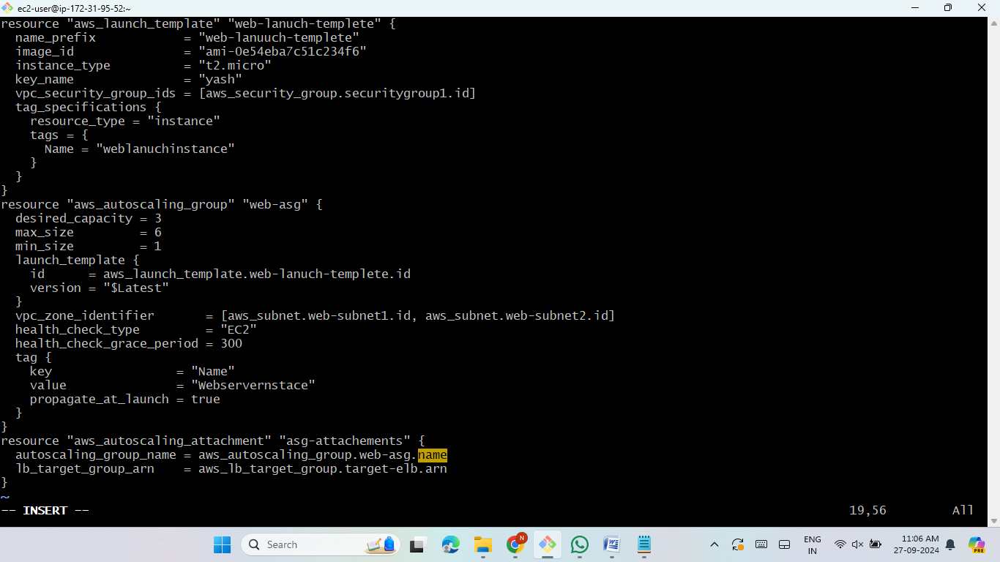 ec2-user@ip-172-31-95-52:~
resource "aws_launch_template" "web-lanuch-templete" {
  name_prefix            = "web-lanuuch-templete"
  image_id               = "ami-0e54eba7c51c234f6"
  instance_type          = "t2.micro"
  key_name               = "yash"
  vpc_security_group_ids = [aws_security_group.securitygroup1.id]
  tag_specifications {
    resource_type = "instance"
    tags = {
      Name = "weblanuchinstance"
    }
  }
}
resource "aws_autoscaling_group" "web-asg" {
  desired_capacity = 3
  max_size         = 6
  min_size         = 1
  launch_template {
    id      = aws_launch_template.web-lanuch-templete.id
    version = "$Latest"
  }
  vpc_zone_identifier       = [aws_subnet.web-subnet1.id, aws_subnet.web-subnet2.id]
  health_check_type         = "EC2"
  health_check_grace_period = 300
  tag {
    key                 = "Name"
    value               = "Webservernstace"
    propagate_at_launch = true
  }
}
resource "aws_autoscaling_attachment" "asg-attachements" {
  autoscaling_group_name = aws_autoscaling_group.web-asg.name
  lb_target_group_arn    = aws_lb_target_group.target-elb.arn
}
~
-- INSERT -- 19,56 All
Search
N
ENG
IN
11:06 AM
27-09-2024
PRE